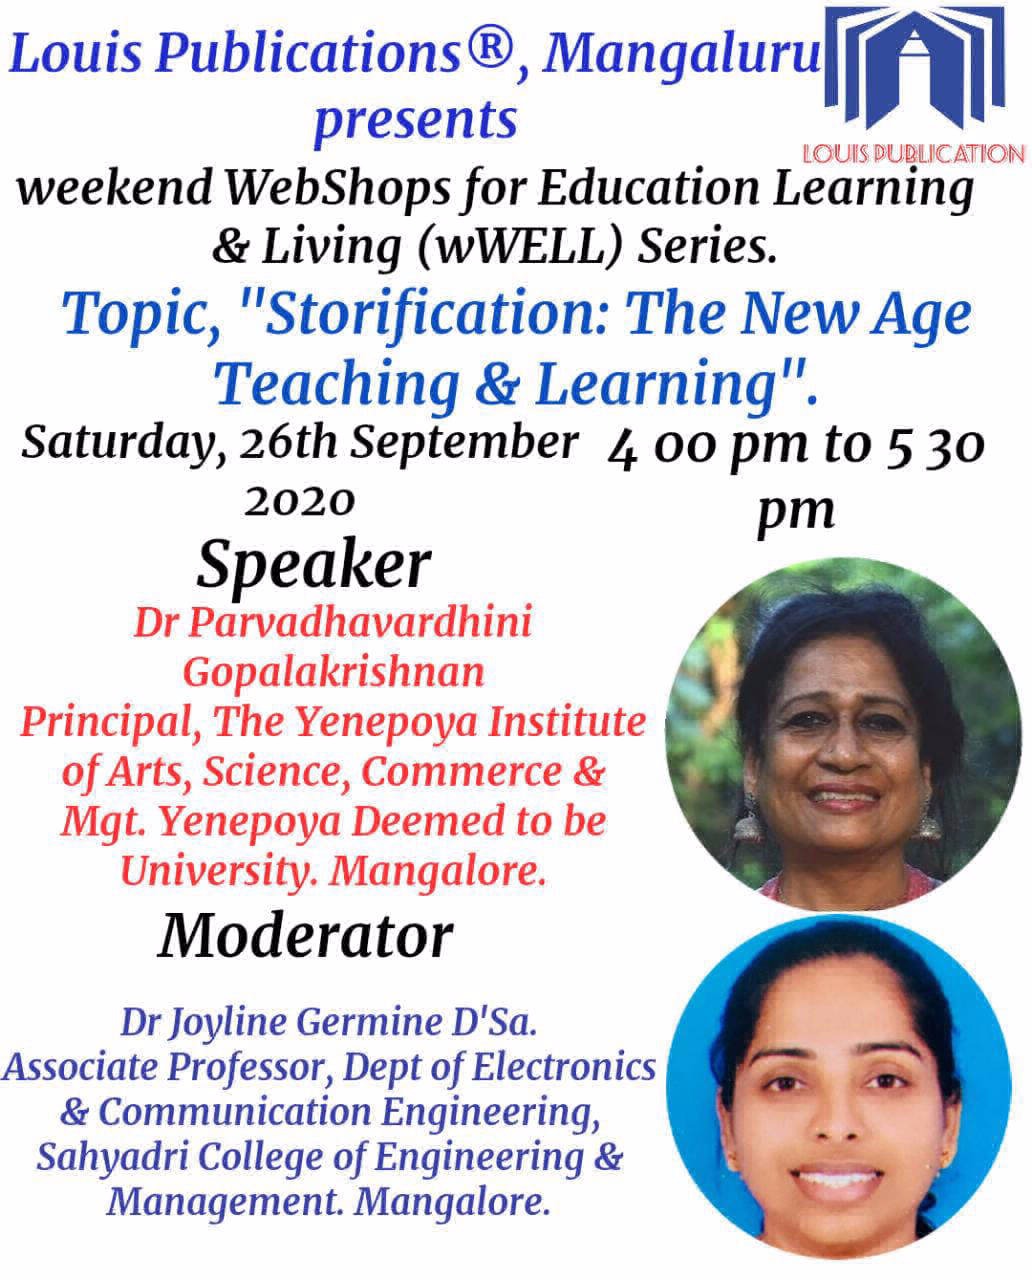 Louis Publications®, Mangaluru
presents
LOUIS PUBLICATION
weekend WebShops for Education Learning
& Living (wWELL) Series.
Topic, "Storification: The New Age
Teaching & Learning".
Saturday, 26th September
2020
4 00 pm to 5 30
pm
Speaker
Dr Parvadhavardhini
Gopalakrishnan
Principal, The Yenepoya Institute
of Arts, Science, Commerce &
Mgt. Yenepoya Deemed to be
University. Mangalore.
Moderator
Dr Joyline Germine D'Sa.
Associate Professor, Dept of Electronics
& Communication Engineering,
Sahyadri College of Engineering &
Management. Mangalore.